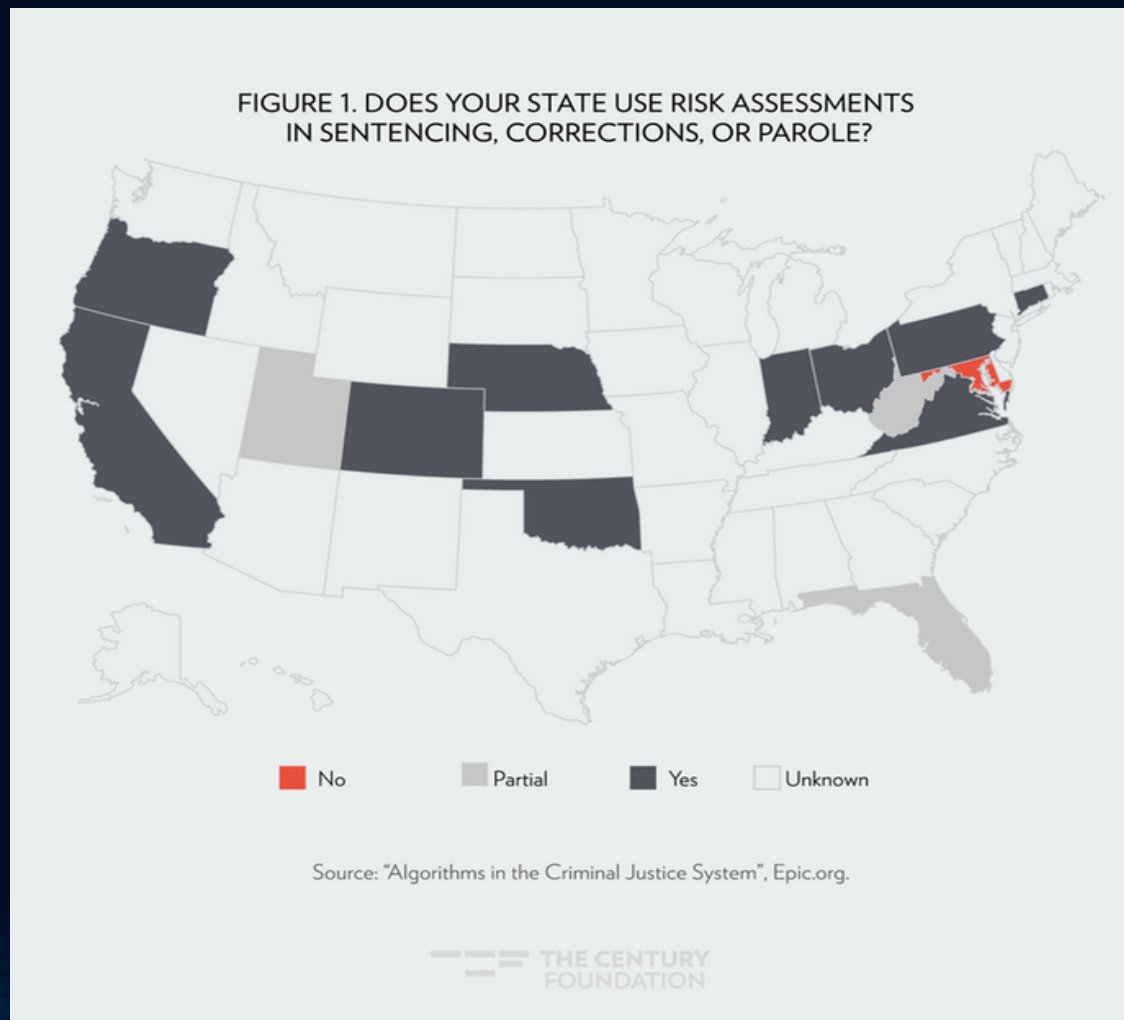 FIGURE 1. DOES YOUR STATE USE RISK ASSESSMENTS
IN SENTENCING, CORRECTIONS, OR PAROLE?
No
Partial
Yes
Unknown
Source: “Algorithms in the Criminal Justice System”, Epic.org.
THE CENTURY
FOUNDATION